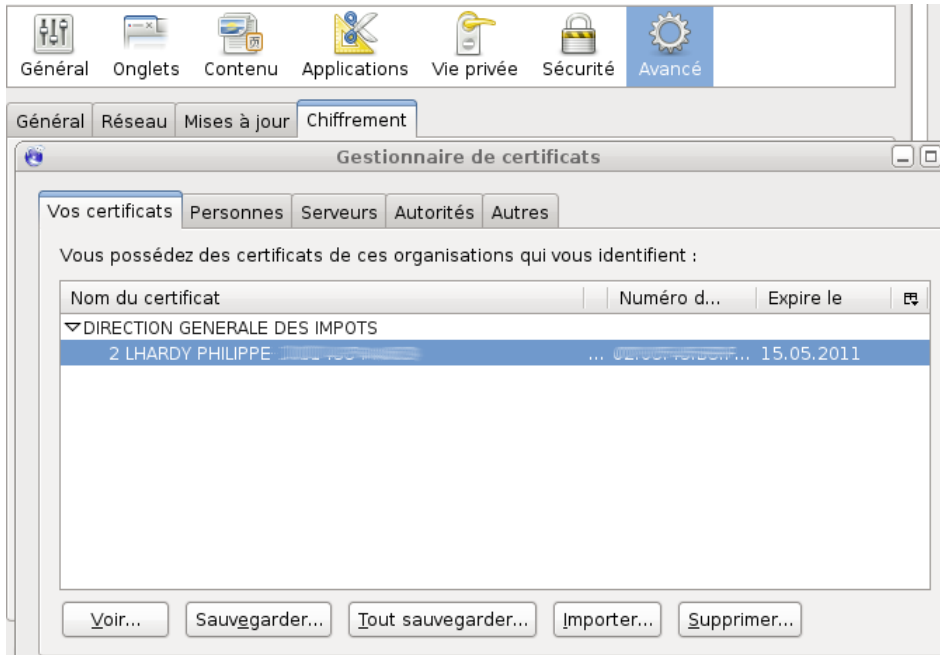 Général Onglets Contenu Applications Vie privée Sécurité Avancé
Général Réseau Mises à jour Chiffrement
Gestionnaire de certificats
Vos certificats Personnes Serveurs Autorités Autres
Vous possédez des certificats de ces organisations qui vous identifient :
Nom du certificat Numéro d... Expire le
DIRECTION GENERALE DES IMPOTS
2 LHARDY PHILIPPE ... 15.05.2011
Voir... Sauvegarder... Tout sauvegarder... Importer... Supprimer...